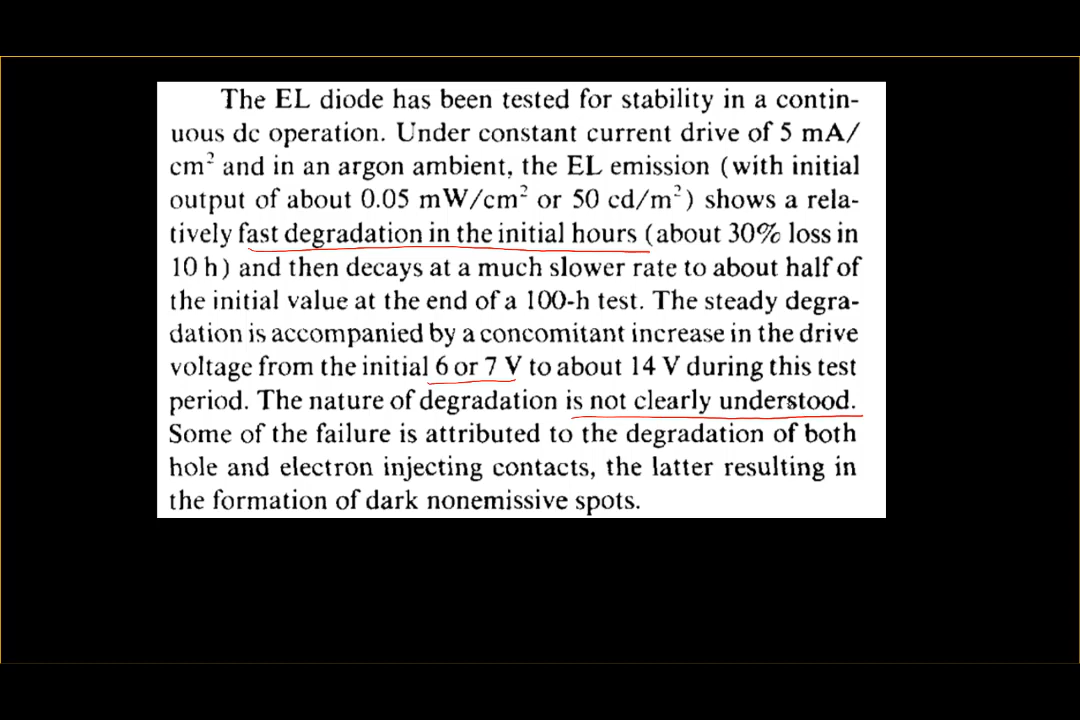 The EL diode has been tested for stability in a contin-
uous dc operation. Under constant current drive of 5 mA/
cm² and in an argon ambient, the EL emission (with initial
output of about 0.05 mW/cm² or 50 cd/m²) shows a rela-
tively fast degradation in the initial hours (about 30% loss in
10 h) and then decays at a much slower rate to about half of
the initial value at the end of a 100-h test. The steady degra-
dation is accompanied by a concomitant increase in the drive
voltage from the initial 6 or 7 V to about 14 V during this test
period. The nature of degradation is not clearly understood.
Some of the failure is attributed to the degradation of both
hole and electron injecting contacts, the latter resulting in
the formation of dark nonemissive spots.